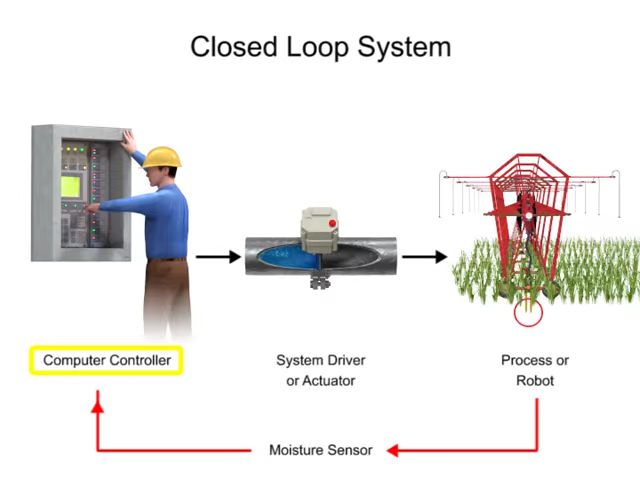 Closed Loop System
Computer Controller
System Driver
or Actuator
Process or
Robot
Moisture Sensor